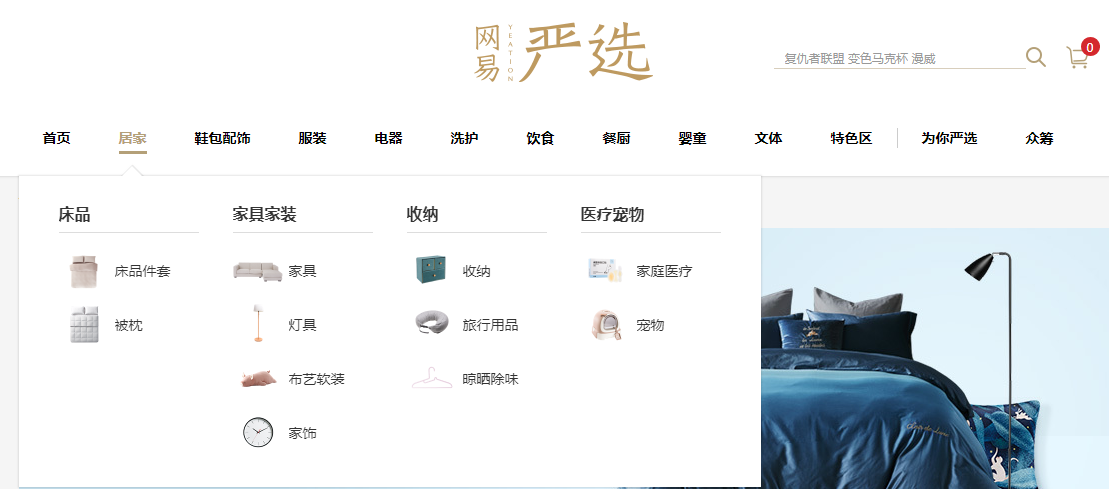 网易严选
YEATION
复仇者联盟 变色马克杯 漫威
0
首页 居家 鞋包配饰 服装 电器 洗护 饮食 餐厨 婴童 文体 特色区 为你严选 众筹
床品 家具家装 收纳 医疗宠物
床品件套 家具 收纳 家庭医疗
被枕 灯具 旅行用品 宠物
布艺软装 晾晒除味
家饰